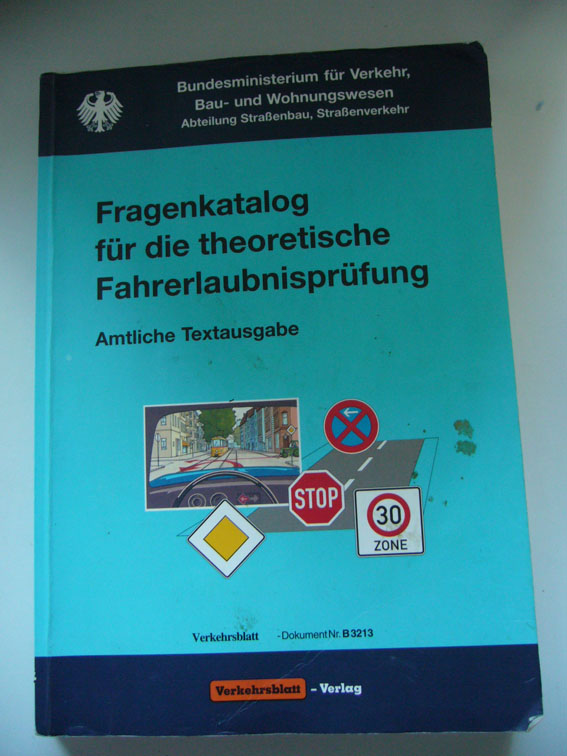 Bundesministerium für Verkehr,
Bau- und Wohnungswesen
Abteilung Straßenbau, Straßenverkehr
Fragenkatalog
für die theoretische
Fahrerlaubnisprüfung
Amtliche Textausgabe
STOP
30
ZONE
Verkehrsblatt - Dokument Nr. B 3213
Verkehrsblatt – Verlag